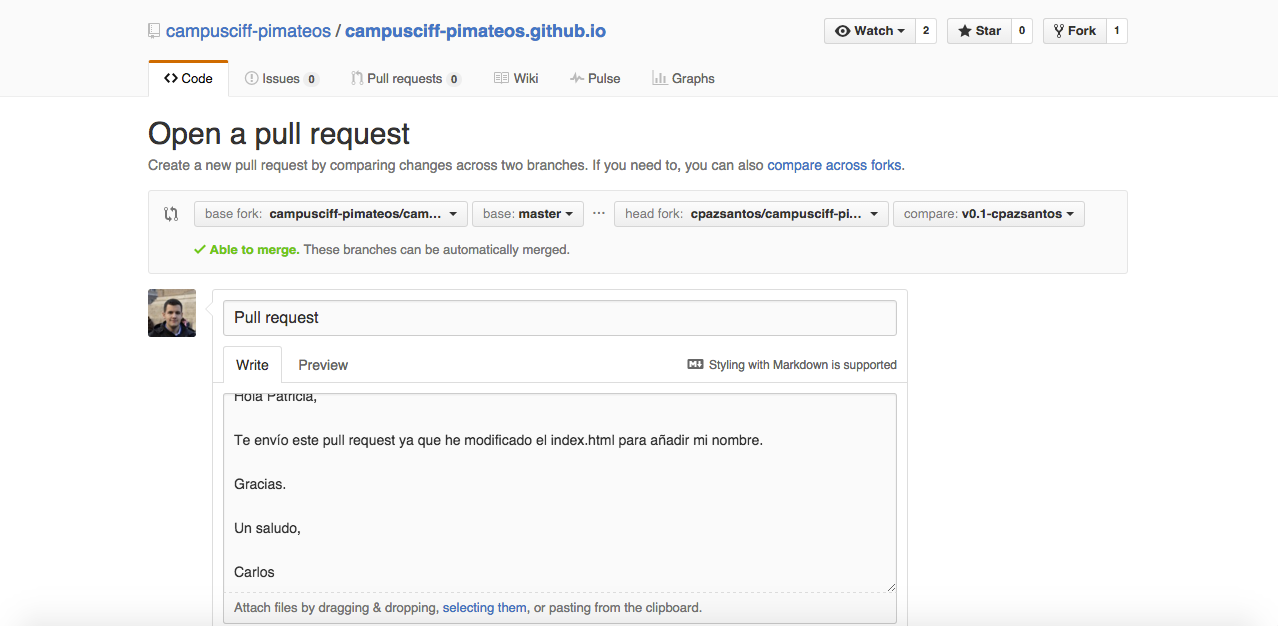 campusciff-pimateos / campusciff-pimateos.github.io
Watch 2 Star 0 Fork 1
Code Issues 0 Pull requests 0 Wiki Pulse Graphs
Open a pull request
Create a new pull request by comparing changes across two branches. If you need to, you can also compare across forks.
base fork: campusciff-pimateos/cam... base: master ... head fork: cpazsantos/campusciff-pi... compare: v0.1-cpazsantos
Able to merge. These branches can be automatically merged.
Pull request
Write Preview Styling with Markdown is supported
Hola Patricia,
Te envío este pull request ya que he modificado el index.html para añadir mi nombre.
Gracias.
Un saludo,
Carlos
Attach files by dragging & dropping, selecting them, or pasting from the clipboard.